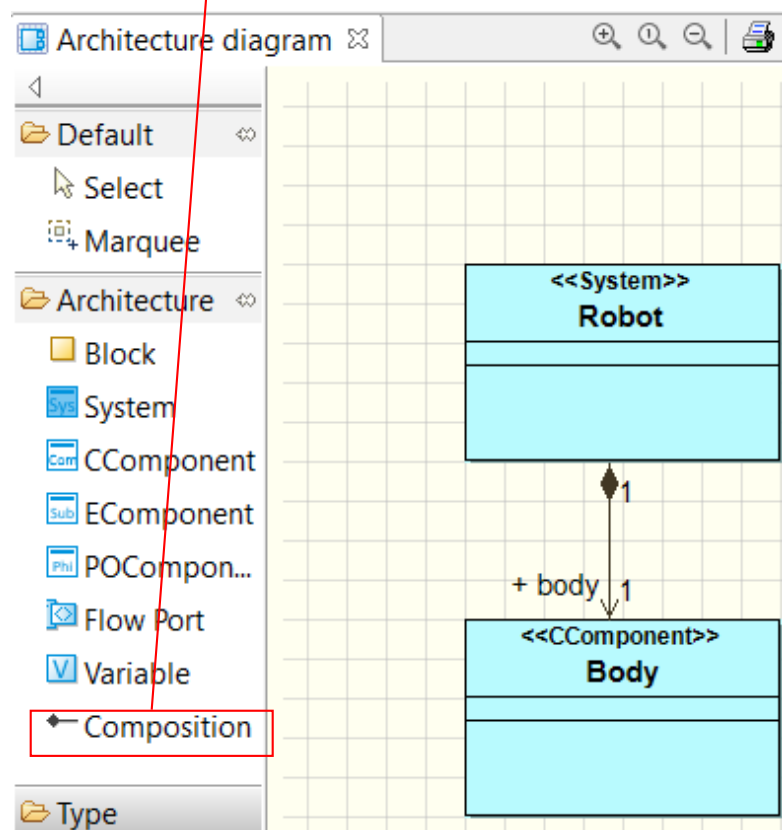 Architecture diagram
Default
Select
Marquee
Architecture
Block
Sys System
Com CComponent
Sub EComponent
Phi POCompon...
Flow Port
V Variable
Composition
Type
<<System>>
Robot
1
+ body 1
<<CComponent>>
Body